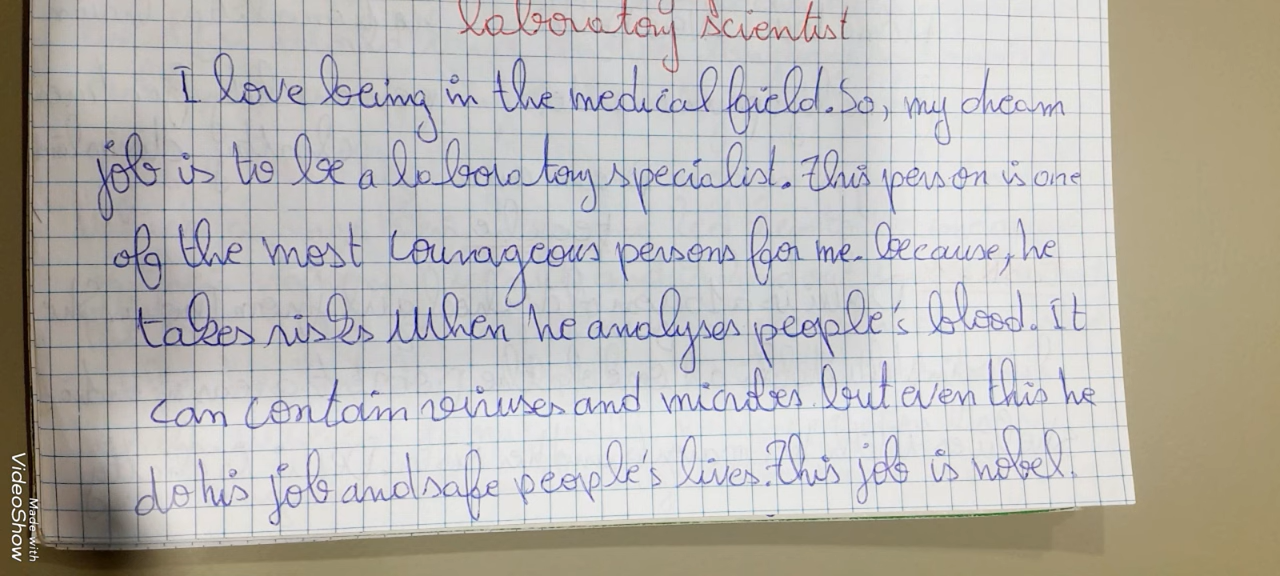 laboratory scientist
I love being in the medical field. So, my dream
job is to be a laboratory specialist. This person is one
of the most courageous persons for me. because, he
takes risks when he analyses people's blood. It
can contain viruses and microbes but even this he
do his job and safe people's lives. This job is nobel.
Made with
VideoShow